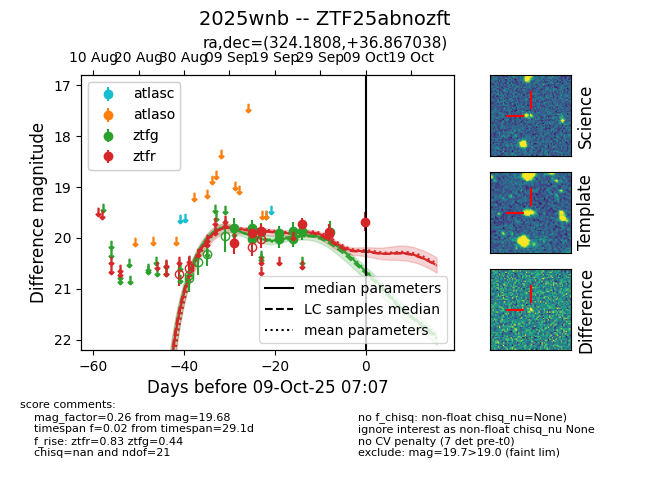 2025wnb -- ZTF25abnozft
ra,dec=(324.1808,+36.867038)
10 Aug 20 Aug 30 Aug 09 Sep 19 Sep 29 Sep 09 Oct 19 Oct
17
18
19
20
21
22
Difference magnitude
atlasc
atlaso
ztfg
ztfr
median parameters
LC samples median
mean parameters
−60 −40 −20 0
Days before 09-Oct-25 07:07
Science
Template
Difference
score comments:
mag_factor=0.26 from mag=19.68
timespan f=0.02 from timespan=29.1d
f_rise: ztfr=0.83 ztfg=0.44
chisq=nan and ndof=21
no f_chisq: non-float chisq_nu=None)
ignore interest as non-float chisq_nu None
no CV penalty (7 det pre-t0)
exclude: mag=19.7>19.0 (faint lim)